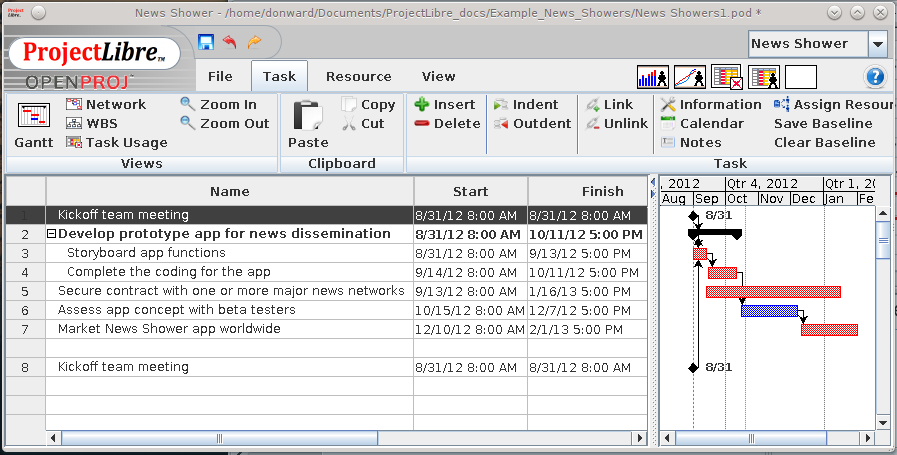 News Shower - /home/donward/Documents/ProjectLibre_docs/Example_News_Showers/News Showers1.pod *
ProjectLibre™
OPENPROJ
News Shower
File Task Resource View
Network Zoom In Copy Insert Indent Link Information Assign Resour
WBS Zoom Out Cut Delete Outdent Unlink Calendar Save Baseline
Gantt Task Usage Paste Notes Clear Baseline
Views Clipboard Task
Name Start Finish
, 2012 Qtr 4, 2012 Qtr 1, 20
Aug Sep Oct Nov Dec Jan Fe
1 Kickoff team meeting 8/31/12 8:00 AM 8/31/12 8:00 AM 8/31
2 Develop prototype app for news dissemination 8/31/12 8:00 AM 10/11/12 5:00 PM
3 Storyboard app functions 8/31/12 8:00 AM 9/13/12 5:00 PM
4 Complete the coding for the app 9/14/12 8:00 AM 10/11/12 5:00 PM
5 Secure contract with one or more major news networks 9/13/12 8:00 AM 1/16/13 5:00 PM
6 Assess app concept with beta testers 10/15/12 8:00 AM 12/7/12 5:00 PM
7 Market News Shower app worldwide 12/10/12 8:00 AM 2/1/13 5:00 PM
8 Kickoff team meeting 8/31/12 8:00 AM 8/31/12 8:00 AM 8/31